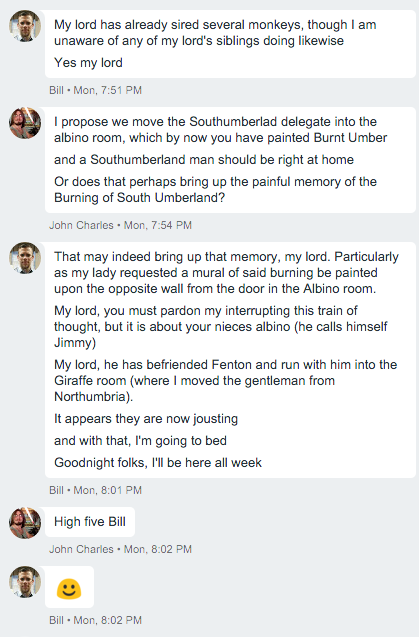 My lord has already sired several monkeys, though I am
unaware of any of my lord's siblings doing likewise
Yes my lord
Bill • Mon, 7:51 PM
I propose we move the Southumberlad delegate into the
albino room, which by now you have painted Burnt Umber
and a Southumberland man should be right at home
Or does that perhaps bring up the painful memory of the
Burning of South Umberland?
John Charles • Mon, 7:54 PM
That may indeed bring up that memory, my lord. Particularly
as my lady requested a mural of said burning be painted
upon the opposite wall from the door in the Albino room.
My lord, you must pardon my interrupting this train of
thought, but it is about your nieces albino (he calls himself
Jimmy)
My lord, he has befriended Fenton and run with him into the
Giraffe room (where I moved the gentleman from
Northumbria).
It appears they are now jousting
and with that, I'm going to bed
Goodnight folks, I'll be here all week
Bill • Mon, 8:01 PM
High five Bill
John Charles • Mon, 8:02 PM
Bill • Mon, 8:02 PM